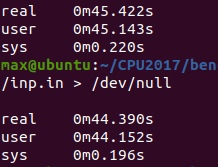 real 0m45.422s
user 0m45.143s
sys 0m0.220s
max@ubuntu:~/CPU2017/ben
/inp.in > /dev/null
real 0m44.390s
user 0m44.152s
sys 0m0.196s